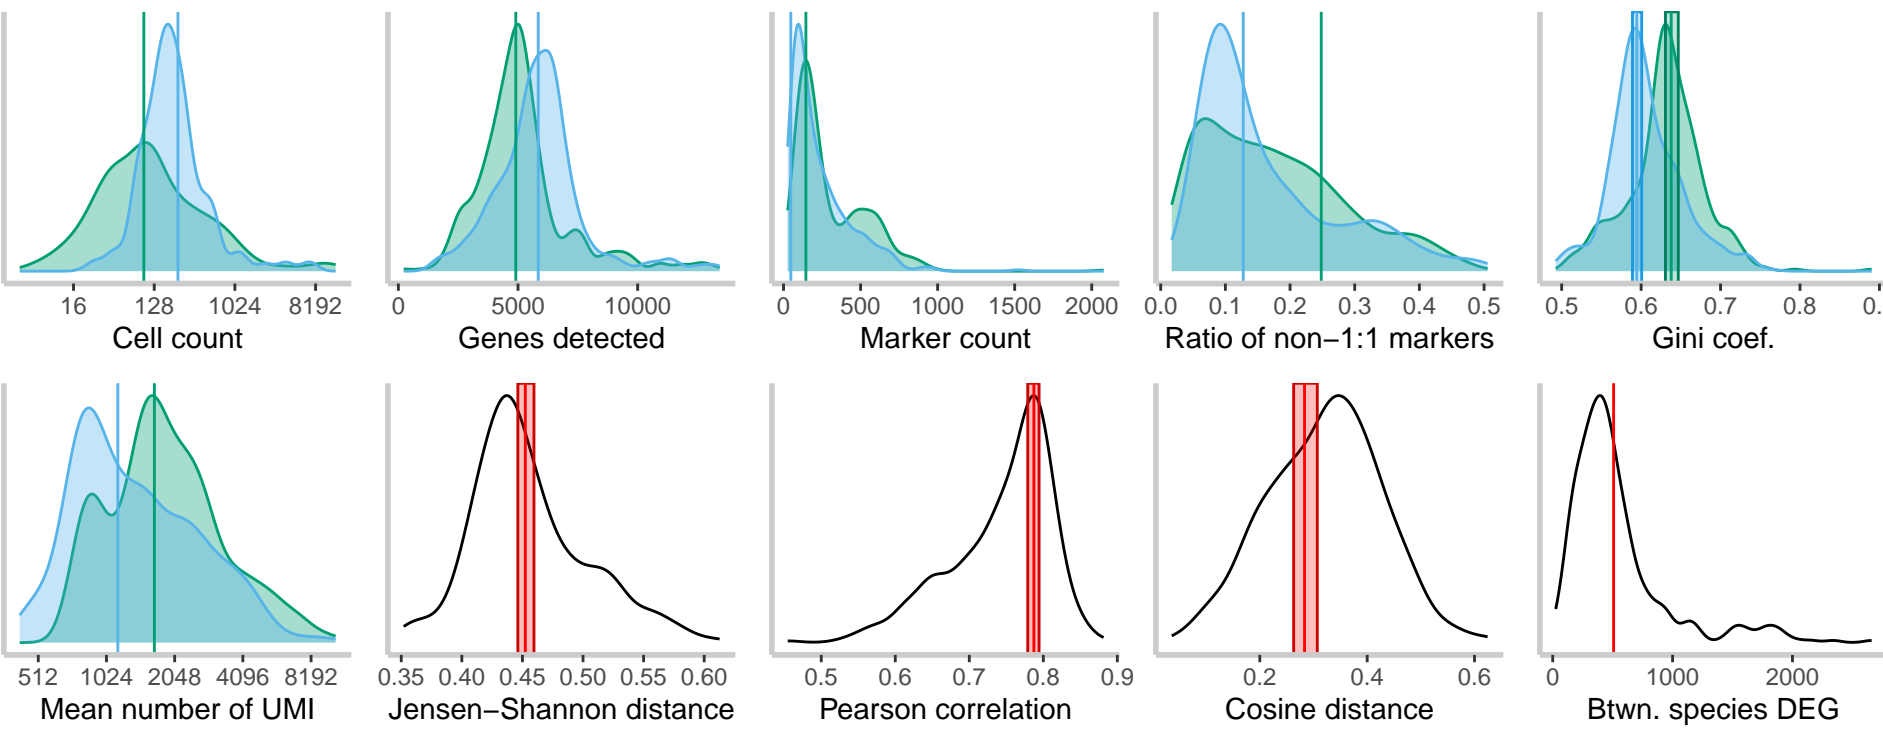 16 128 1024 8192
Cell count
0 5000 10000
Genes detected
0 500 1000 1500 2000
Marker count
0.0 0.1 0.2 0.3 0.4 0.5
Ratio of non−1:1 markers
0.5 0.6 0.7 0.8 0.
Gini coef.
512 1024 2048 4096 8192
Mean number of UMI
0.35 0.40 0.45 0.50 0.55 0.60
Jensen−Shannon distance
0.5 0.6 0.7 0.8 0.9
Pearson correlation
0.2 0.4 0.6
Cosine distance
0 1000 2000
Btwn. species DEG